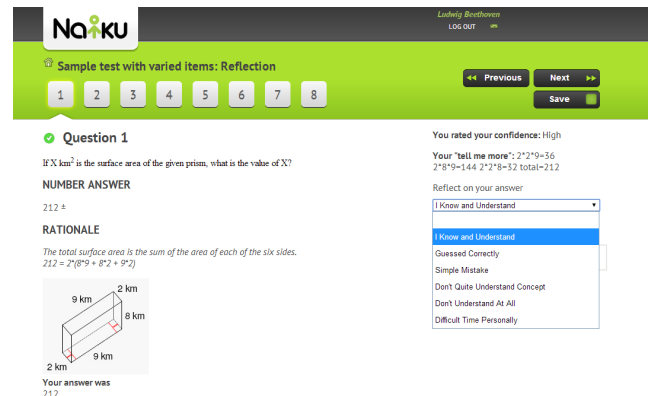 Naiku
Ludwig Beethoven
LOG OUT
Sample test with varied items: Reflection
1 2 3 4 5 6 7 8
Previous
Next
Save
Question 1
If X km² is the surface area of the given prism, what is the value of X?
NUMBER ANSWER
212 ±
RATIONALE
The total surface area is the sum of the area of each of the six sides.
212 = 2*(8*9 + 8*2 + 9*2)
2 km
9 km
8 km
9 km
2 km
Your answer was
212
You rated your confidence: High
Your "tell me more": 2*2*9=36
2*8*9=144 2*2*8=32 total=212
Reflect on your answer
I Know and Understand
I Know and Understand
Guessed Correctly
Simple Mistake
Don't Quite Understand Concept
Don't Understand At All
Difficult Time Personally